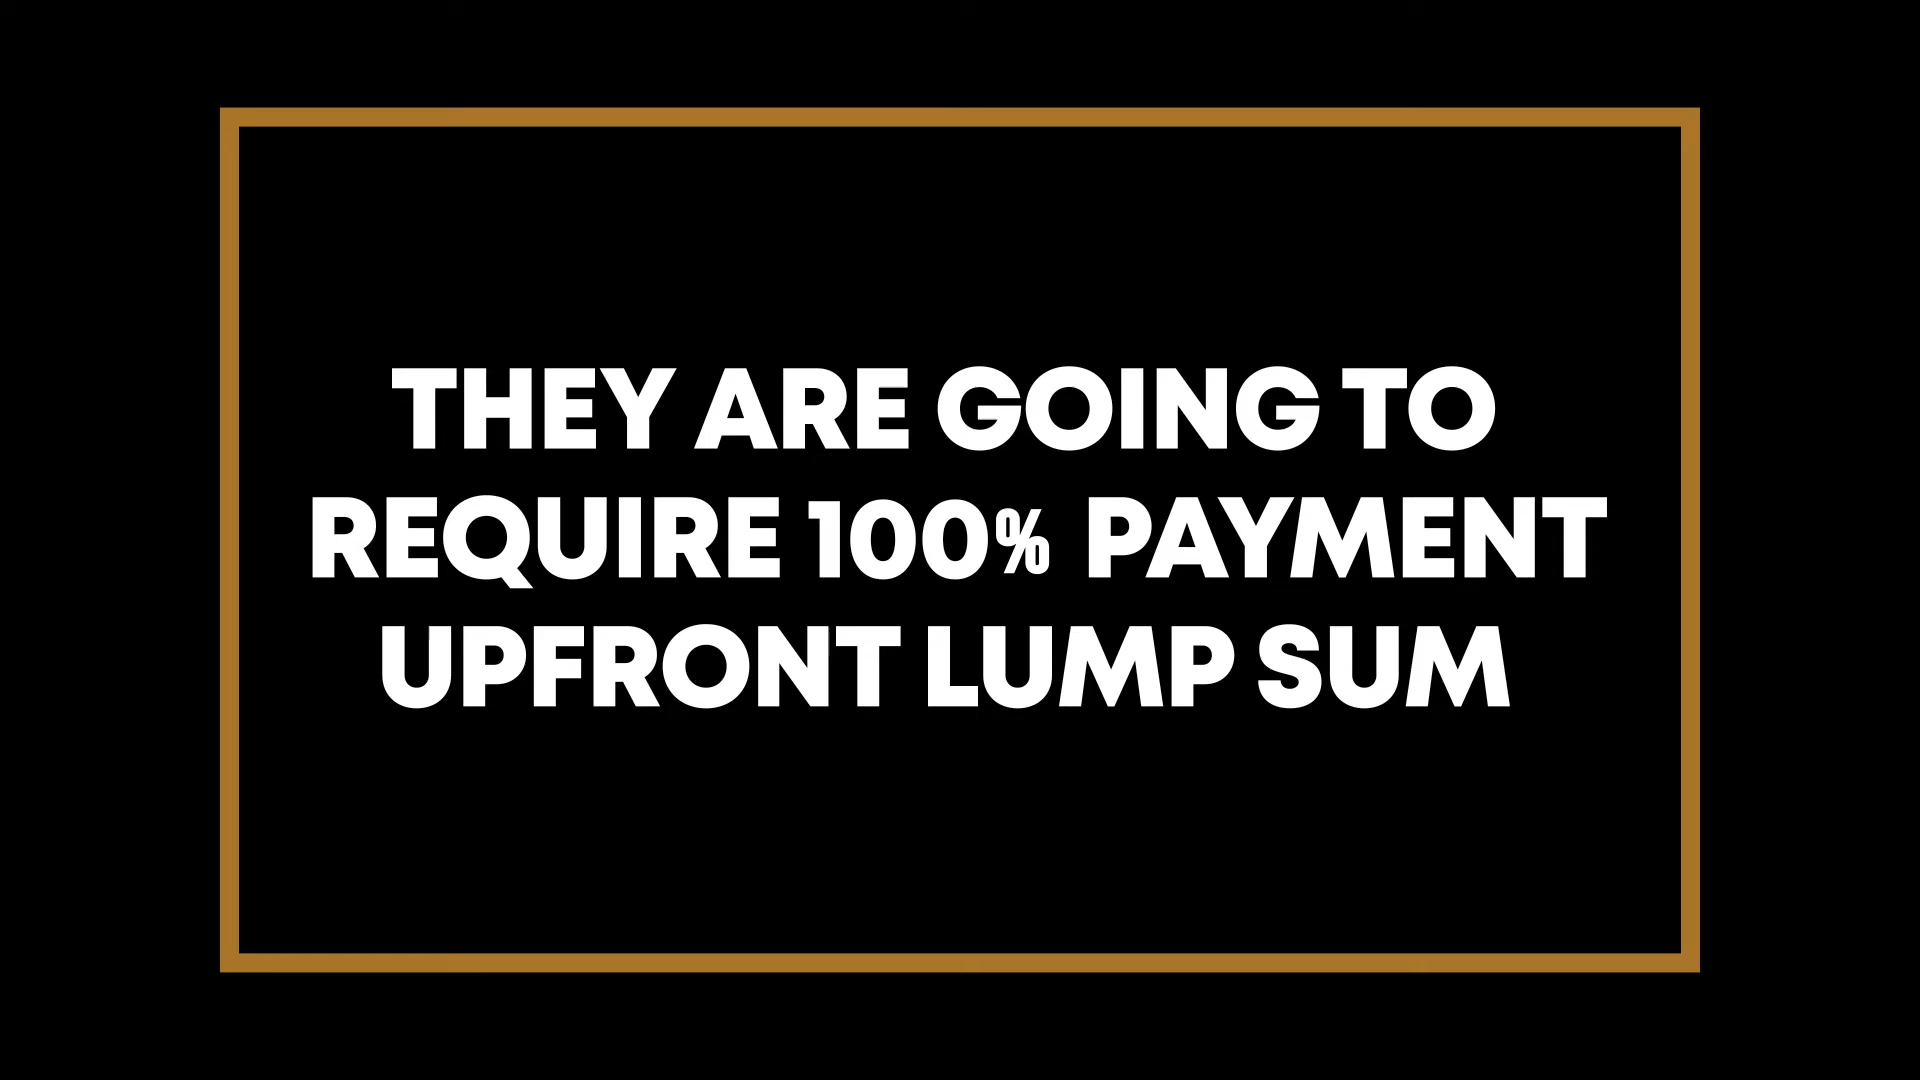 THEY ARE GOING TO
REQUIRE 100% PAYMENT
UPFRONT LUMP SUM